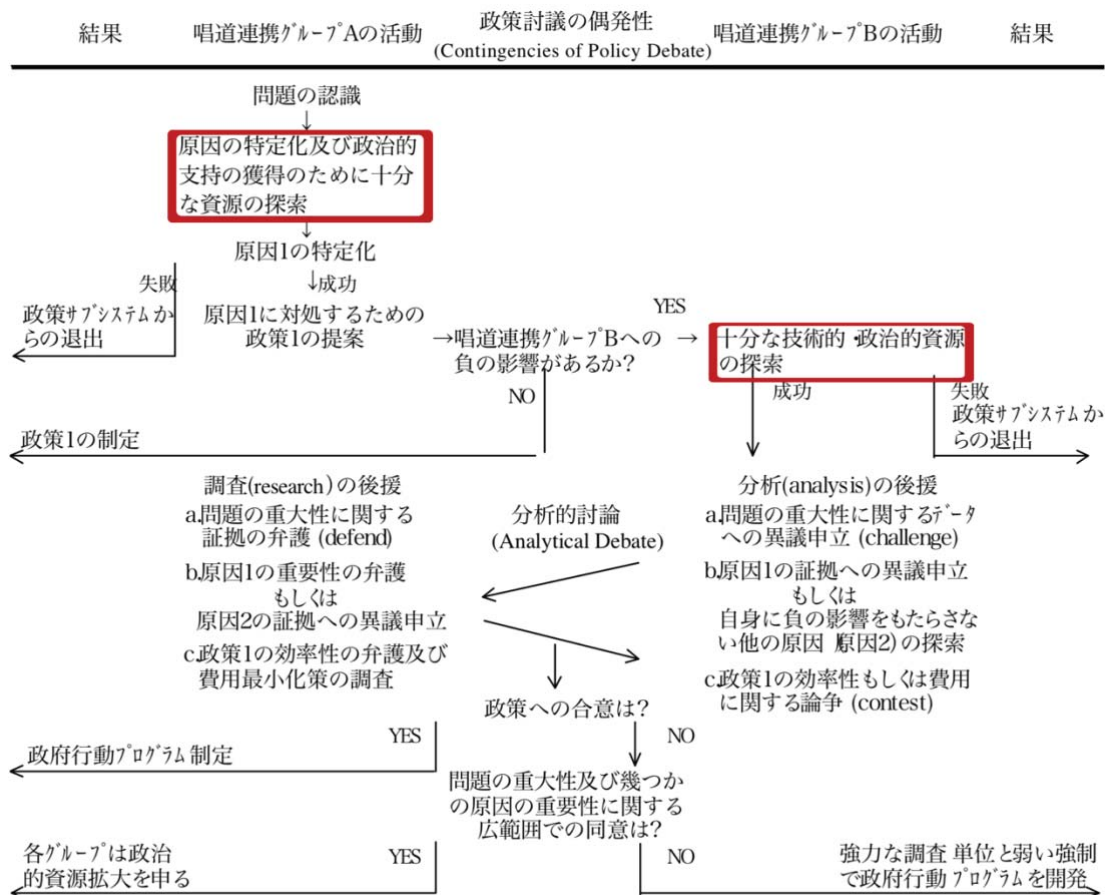 結果
唱道連携グループAの活動
政策討議の偶発性
(Contingencies of Policy Debate)
唱道連携グループBの活動
結果
問題の認識
↓
原因の特定化及び政治的
支持の獲得のために十分
な資源の探索
↓
原因1の特定化
失敗
↓成功
政策サブシステムか
らの退出
原因1に対処するための
政策1の提案
→唱道連携グループBへの
負の影響があるか?
YES
→
十分な技術的・政治的資源
の探索
NO
成功
失敗
政策サブシステムか
らの退出
政策1の制定
調査(research)の後援
a.問題の重大性に関する
証拠の弁護 (defend)
b.原因1の重要性の弁護
もしくは
原因2の証拠への異議申立
c.政策1の効率性の弁護及び
費用最小化策の調査
分析的討論
(Analytical Debate)
分析(analysis)の後援
a.問題の重大性に関するデータ
への異議申立 (challenge)
b.原因1の証拠への異議申立
もしくは
自身に負の影響をもたらさな
い他の原因(原因2)の探索
c.政策1の効率性もしくは費用
に関する論争 (contest)
政策への合意は?
YES
NO
政府行動プログラム制定
問題の重大性及び幾つか
の原因の重要性に関する
広範囲での同意は?
YES
NO
各グループは政治
的資源拡大を申る
強力な調査 単位と弱い強制
で政府行動 プログラムを開発